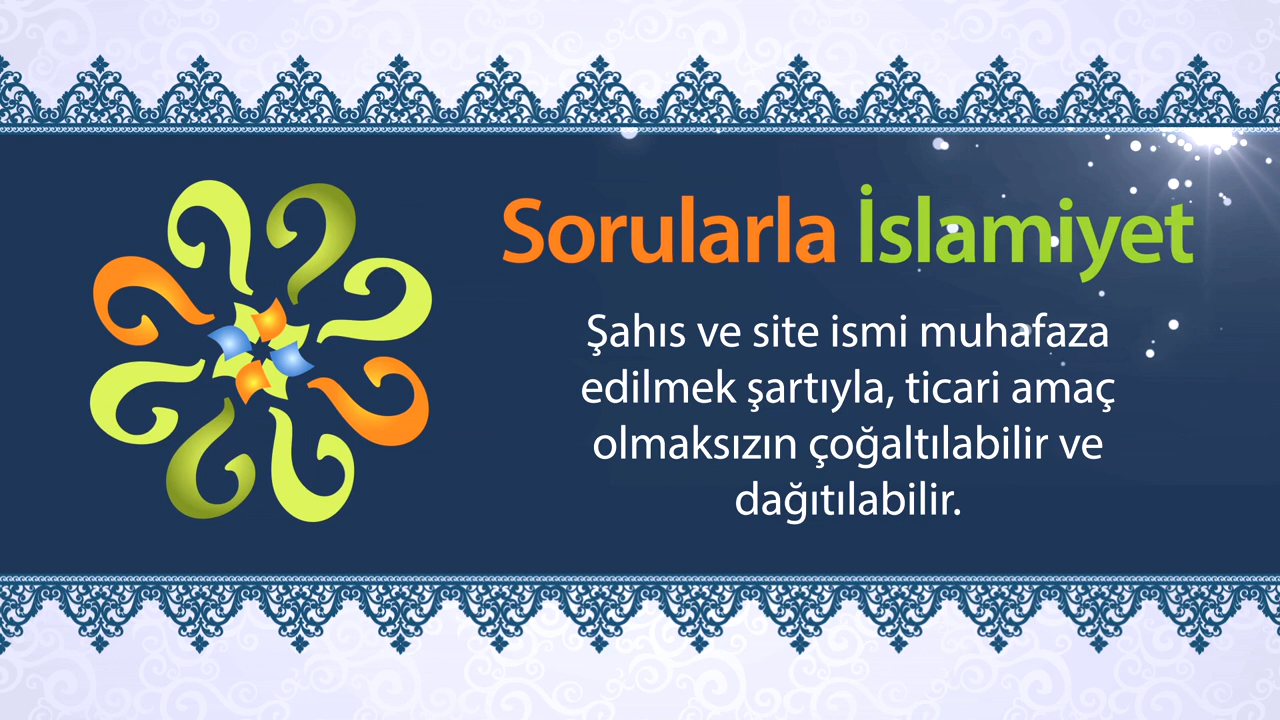 Sorularla İslamiyet
Şahıs ve site ismi muhafaza
edilmek şartıyla, ticari amaç
olmaksızın çoğaltılabilir ve
dağıtılabilir.